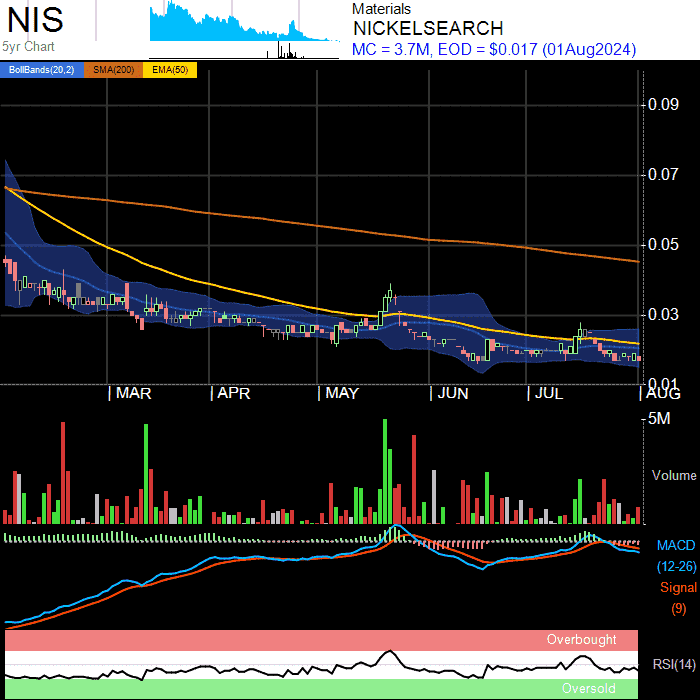 NIS
5yr Chart
Materials
NICKELSEARCH
MC = 3.7M, EOD = $0.017 (01Aug2024)
BollBands(20,2) SMA(200) EMA(50)
0.09
0.07
0.05
0.03
0.01
MAR APR MAY JUN JUL AUG
5M
Volume
MACD
(12-26)
Signal
(9)
Overbought
RSI(14)
Oversold